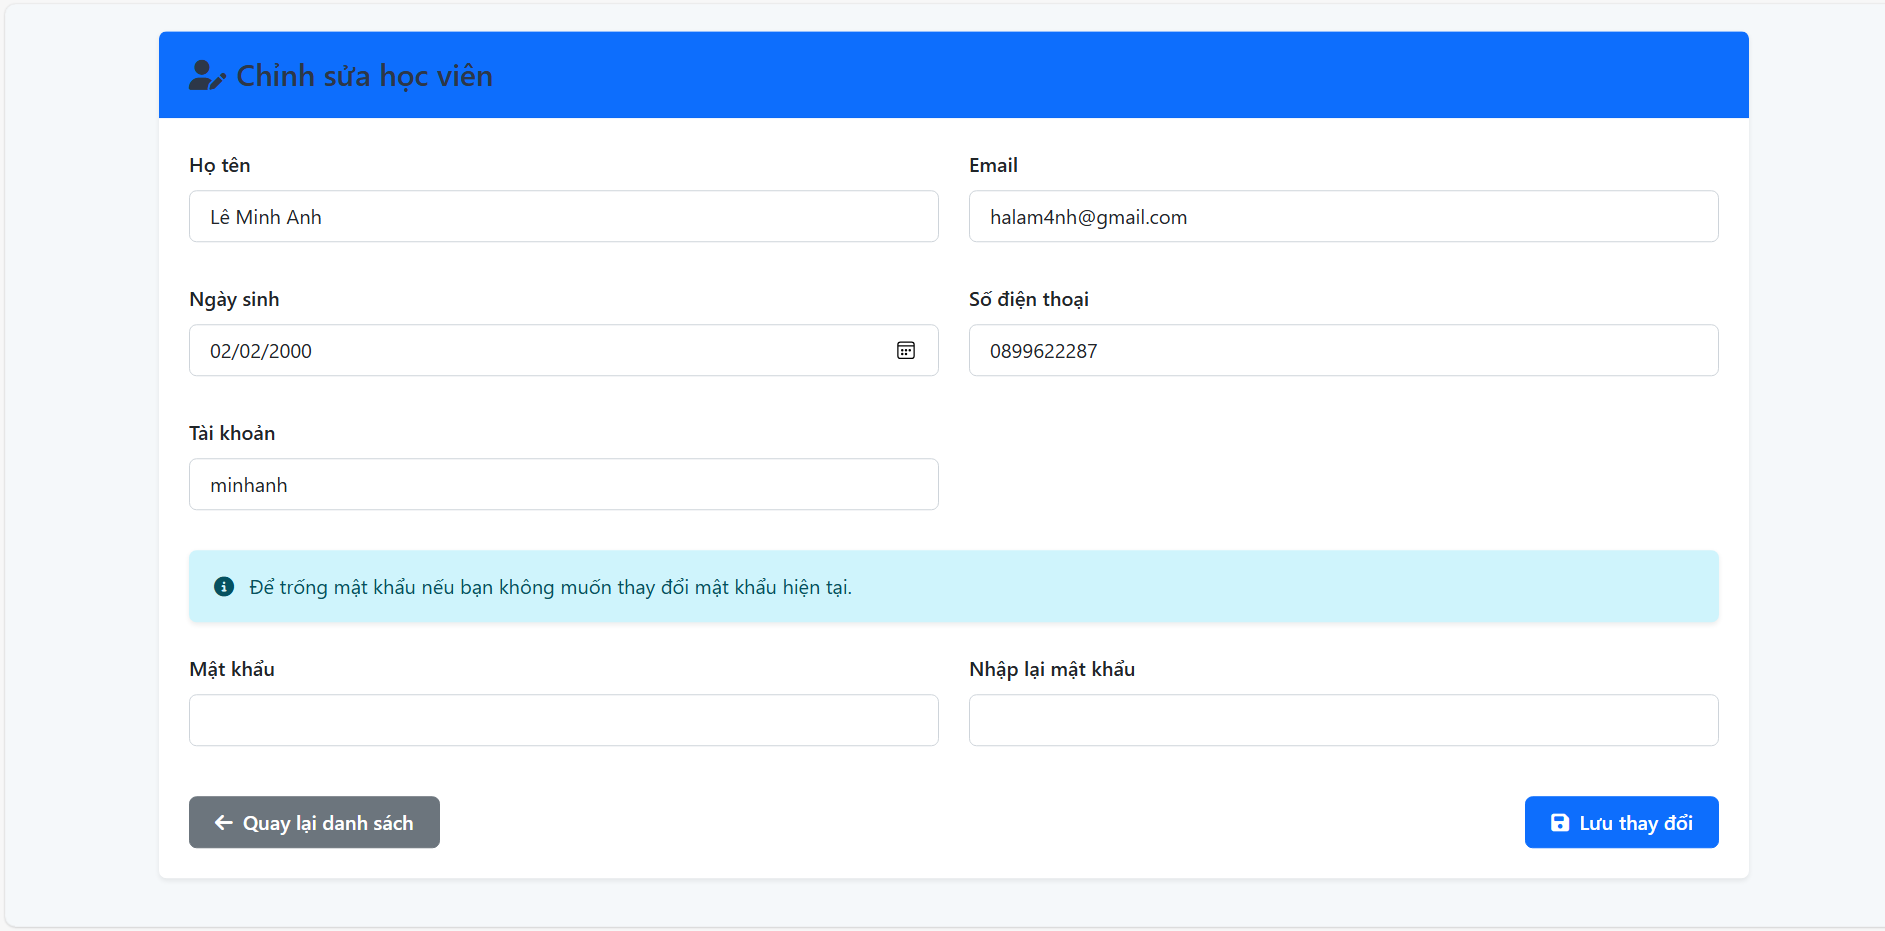 Chỉnh sửa học viên
Họ tên
Email
Lê Minh Anh
halam4nh@gmail.com
Ngày sinh
Số điện thoại
02/02/2000
0899622287
Tài khoản
minhanh
Để trống mật khẩu nếu bạn không muốn thay đổi mật khẩu hiện tại.
Mật khẩu
Nhập lại mật khẩu
Quay lại danh sách
Lưu thay đổi